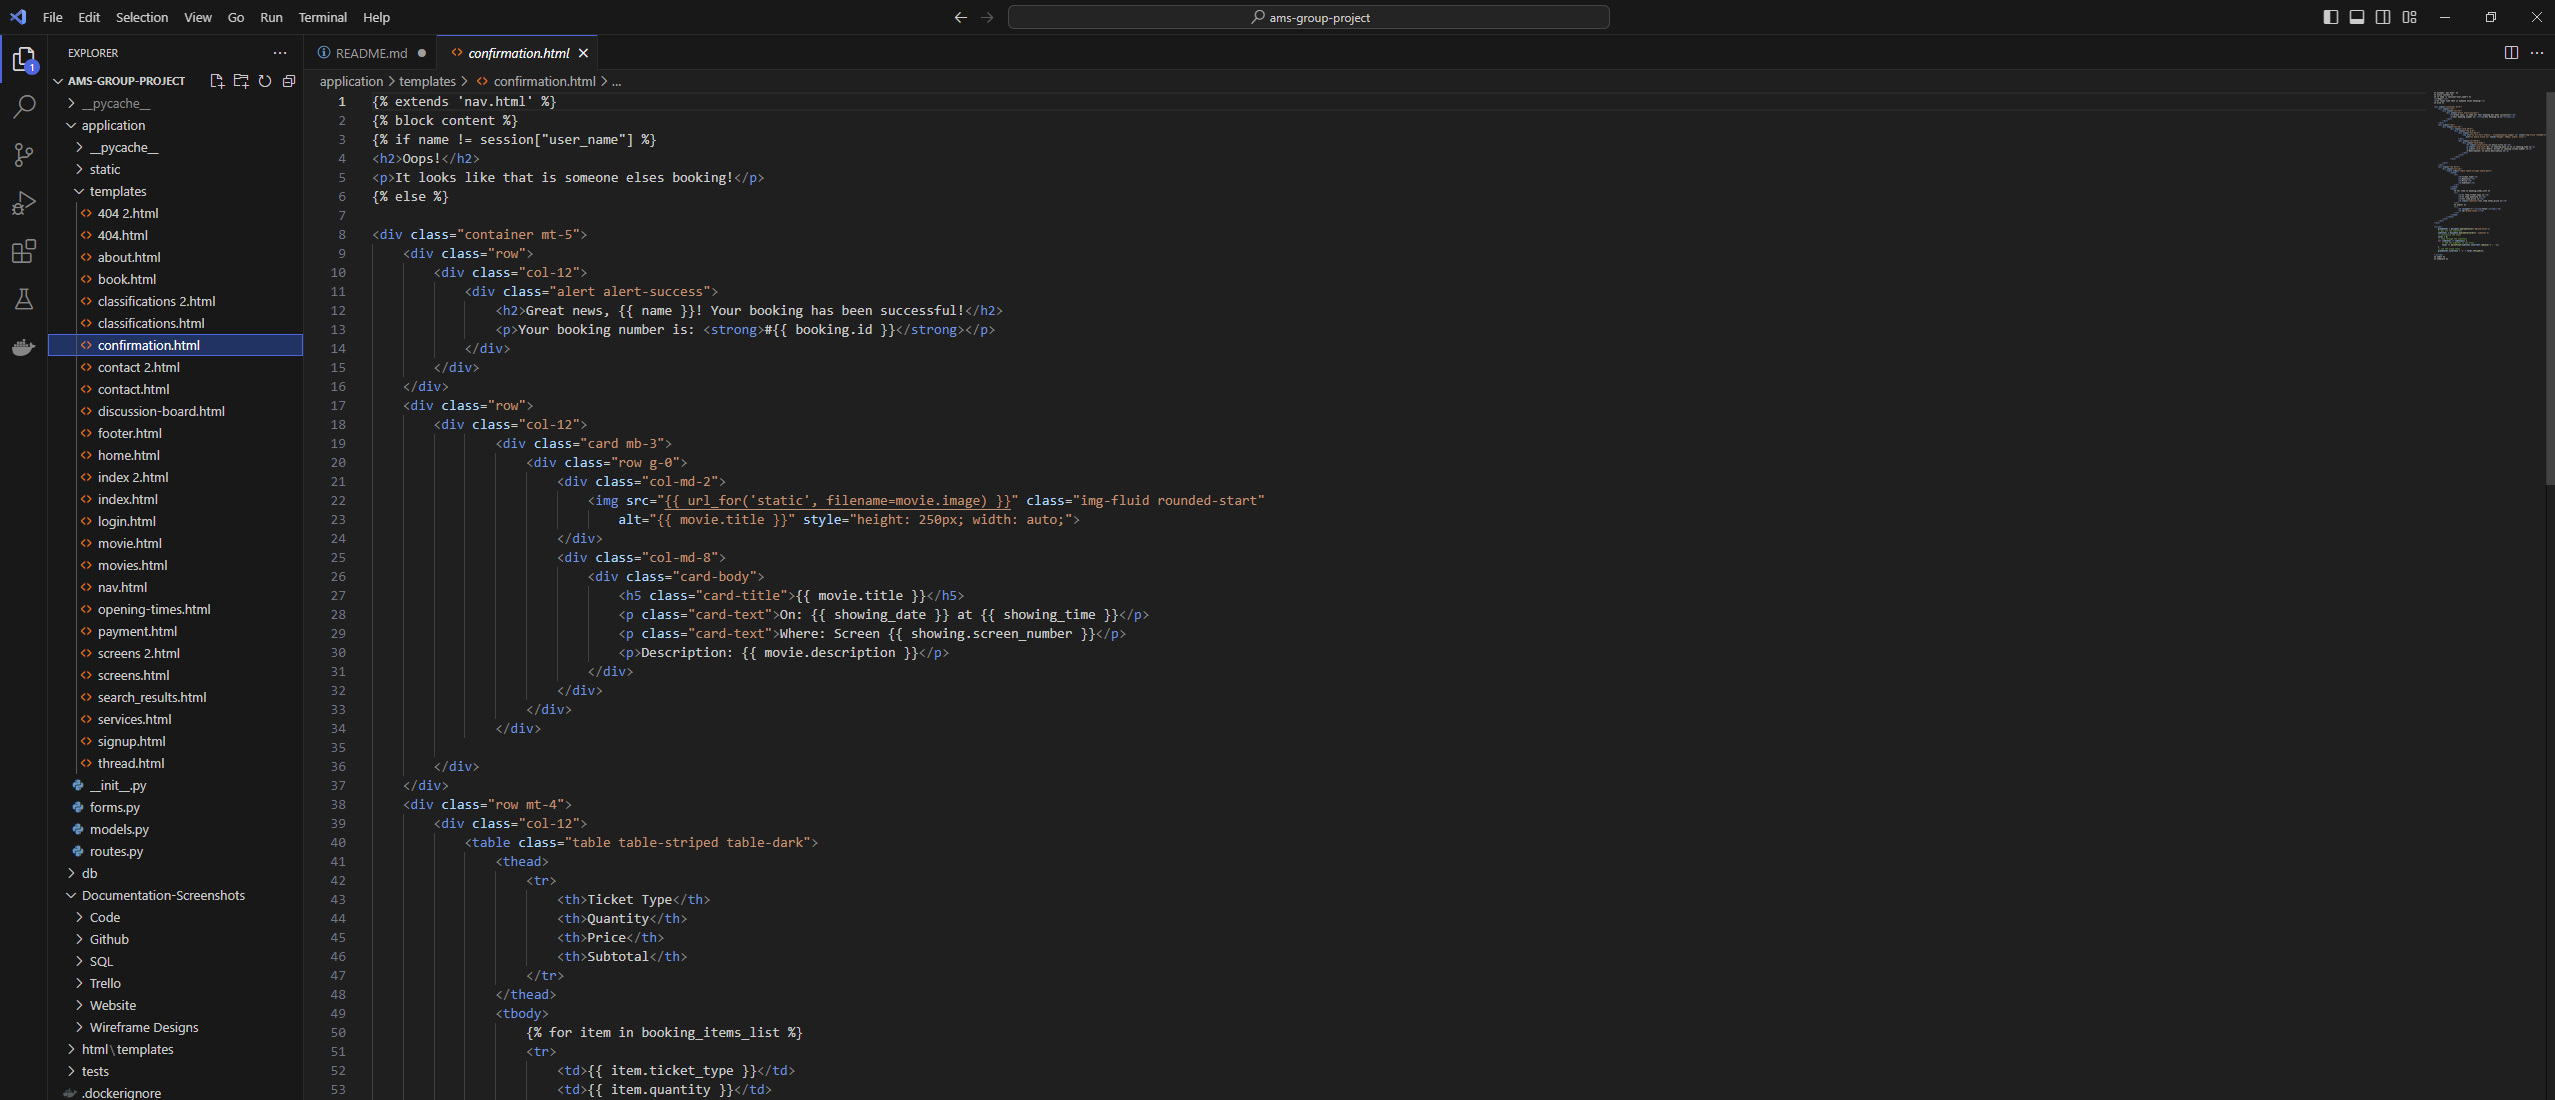 File Edit Selection View Go Run Terminal Help
ams-group-project
EXPLORER
AMS-GROUP-PROJECT
__pycache__
application
__pycache__
static
templates
404 2.html
404.html
about.html
book.html
classifications 2.html
classifications.html
confirmation.html
contact 2.html
contact.html
discussion-board.html
footer.html
home.html
index 2.html
index.html
login.html
movie.html
movies.html
nav.html
opening-times.html
payment.html
screens 2.html
screens.html
search_results.html
services.html
signup.html
thread.html
__init__.py
forms.py
models.py
routes.py
db
Documentation-Screenshots
Code
Github
SQL
Trello
Website
Wireframe Designs
html\templates
tests
.dockerignore
1
README.md confirmation.html
application > templates > confirmation.html > ...
1 {% extends 'nav.html' %}
2 {% block content %}
3 {% if name != session["user_name"] %}
4 <h2>Oops!</h2>
5 <p>It looks like that is someone elses booking!</p>
6 {% else %}
7
8 <div class="container mt-5">
9 <div class="row">
10 <div class="col-12">
11 <div class="alert alert-success">
12 <h2>Great news, {{ name }}! Your booking has been successful!</h2>
13 <p>Your booking number is: <strong>#{{ booking.id }}</strong></p>
14 </div>
15 </div>
16 </div>
17 <div class="row">
18 <div class="col-12">
19 <div class="card mb-3">
20 <div class="row g-0">
21 <div class="col-md-2">
22 <img src="{{ url_for('static', filename=movie.image) }}" class="img-fluid rounded-start"
23 alt="{{ movie.title }}" style="height: 250px; width: auto;">
24 </div>
25 <div class="col-md-8">
26 <div class="card-body">
27 <h5 class="card-title">{{ movie.title }}</h5>
28 <p class="card-text">On: {{ showing_date }} at {{ showing_time }}</p>
29 <p class="card-text">Where: Screen {{ showing.screen_number }}</p>
30 <p>Description: {{ movie.description }}</p>
31 </div>
32 </div>
33 </div>
34 </div>
35
36 </div>
37 </div>
38 <div class="row mt-4">
39 <div class="col-12">
40 <table class="table table-striped table-dark">
41 <thead>
42 <tr>
43 <th>Ticket Type</th>
44 <th>Quantity</th>
45 <th>Price</th>
46 <th>Subtotal</th>
47 </tr>
48 </thead>
49 <tbody>
50 {% for item in booking_items_list %}
51 <tr>
52 <td>{{ item.ticket_type }}</td>
53 <td>{{ item.quantity }}</td>